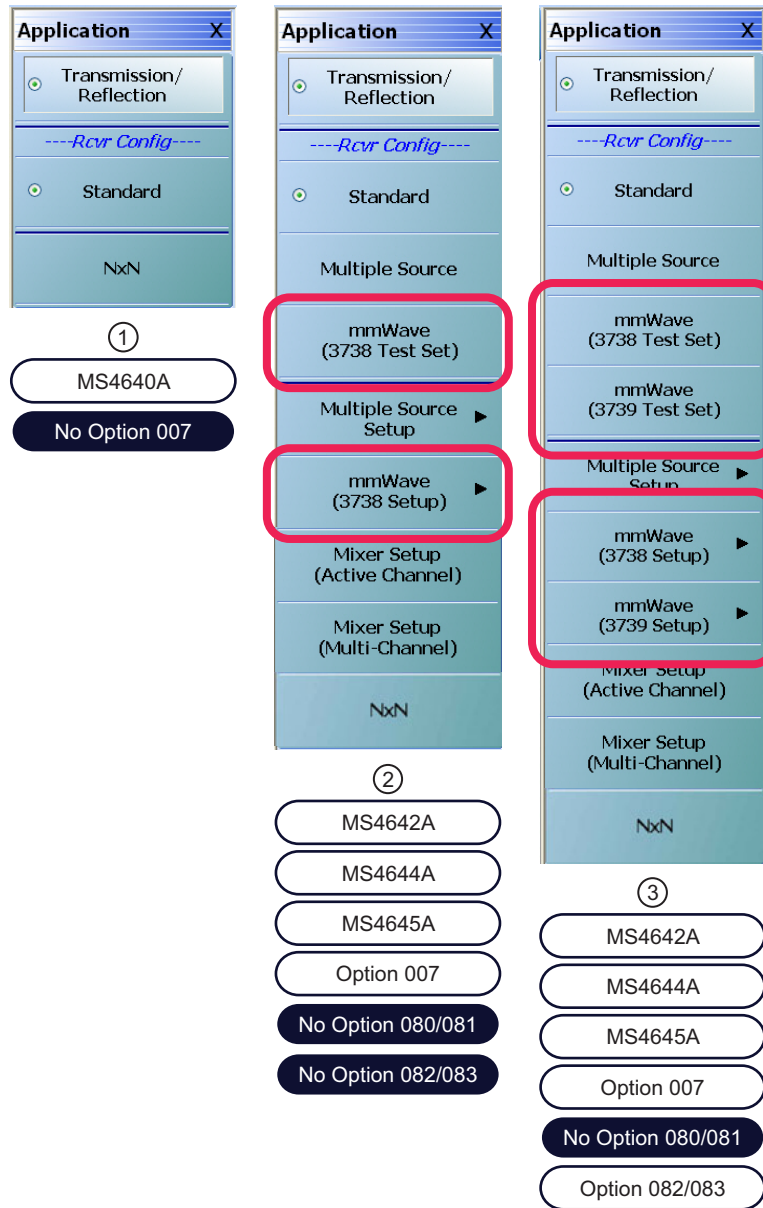 Application X
Transmission/
Reflection
----Rcvr Config----
Standard
NxN
①
MS4640A
No Option 007
Application X
Transmission/
Reflection
----Rcvr Config----
Standard
Multiple Source
mmWave
(3738 Test Set)
Multiple Source
Setup
mmWave
(3738 Setup)
Mixer Setup
(Active Channel)
Mixer Setup
(Multi-Channel)
NxN
②
MS4642A
MS4644A
MS4645A
Option 007
No Option 080/081
No Option 082/083
Application X
Transmission/
Reflection
----Rcvr Config----
Standard
Multiple Source
mmWave
(3738 Test Set)
mmWave
(3739 Test Set)
Multiple Source
Setup
mmWave
(3738 Setup)
mmWave
(3739 Setup)
Mixer Setup
(Active Channel)
Mixer Setup
(Multi-Channel)
NxN
③
MS4642A
MS4644A
MS4645A
Option 007
No Option 080/081
Option 082/083